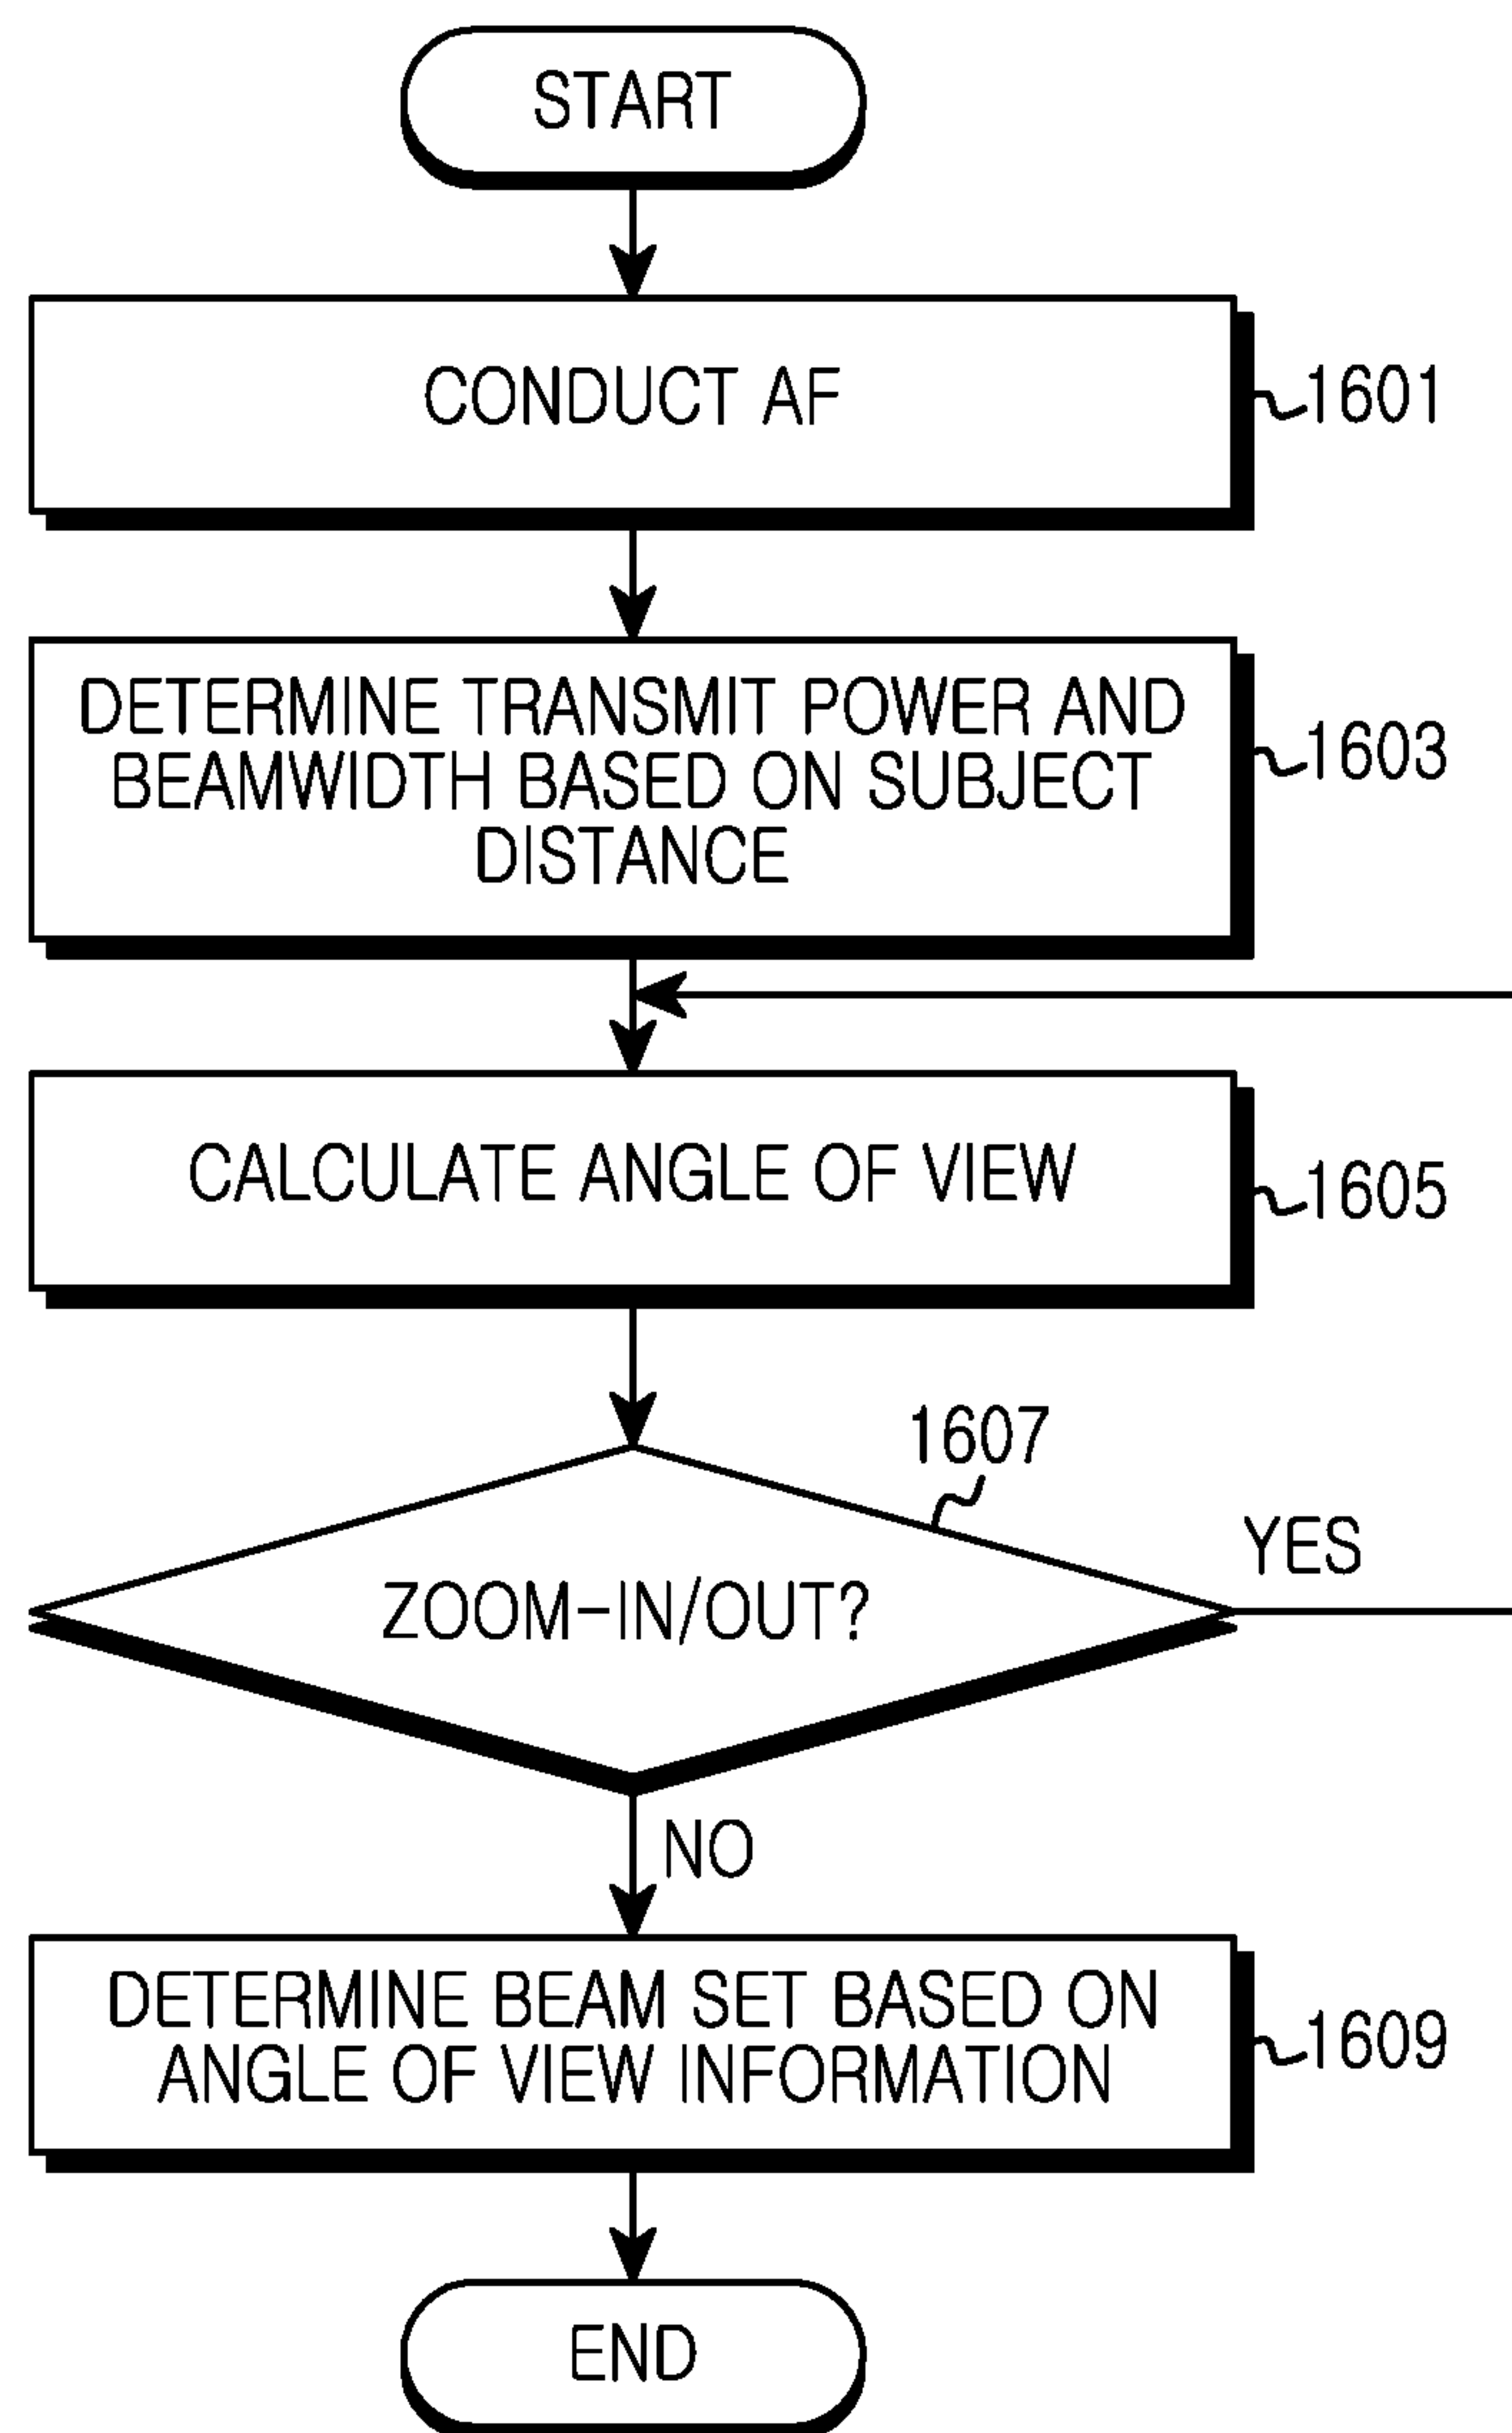 START
CONDUCT AF
1601
DETERMINE TRANSMIT POWER AND
BEAMWIDTH BASED ON SUBJECT
DISTANCE
1603
CALCULATE ANGLE OF VIEW
1605
1607
ZOOM-IN/OUT?
YES
NO
DETERMINE BEAM SET BASED ON
ANGLE OF VIEW INFORMATION
1609
END